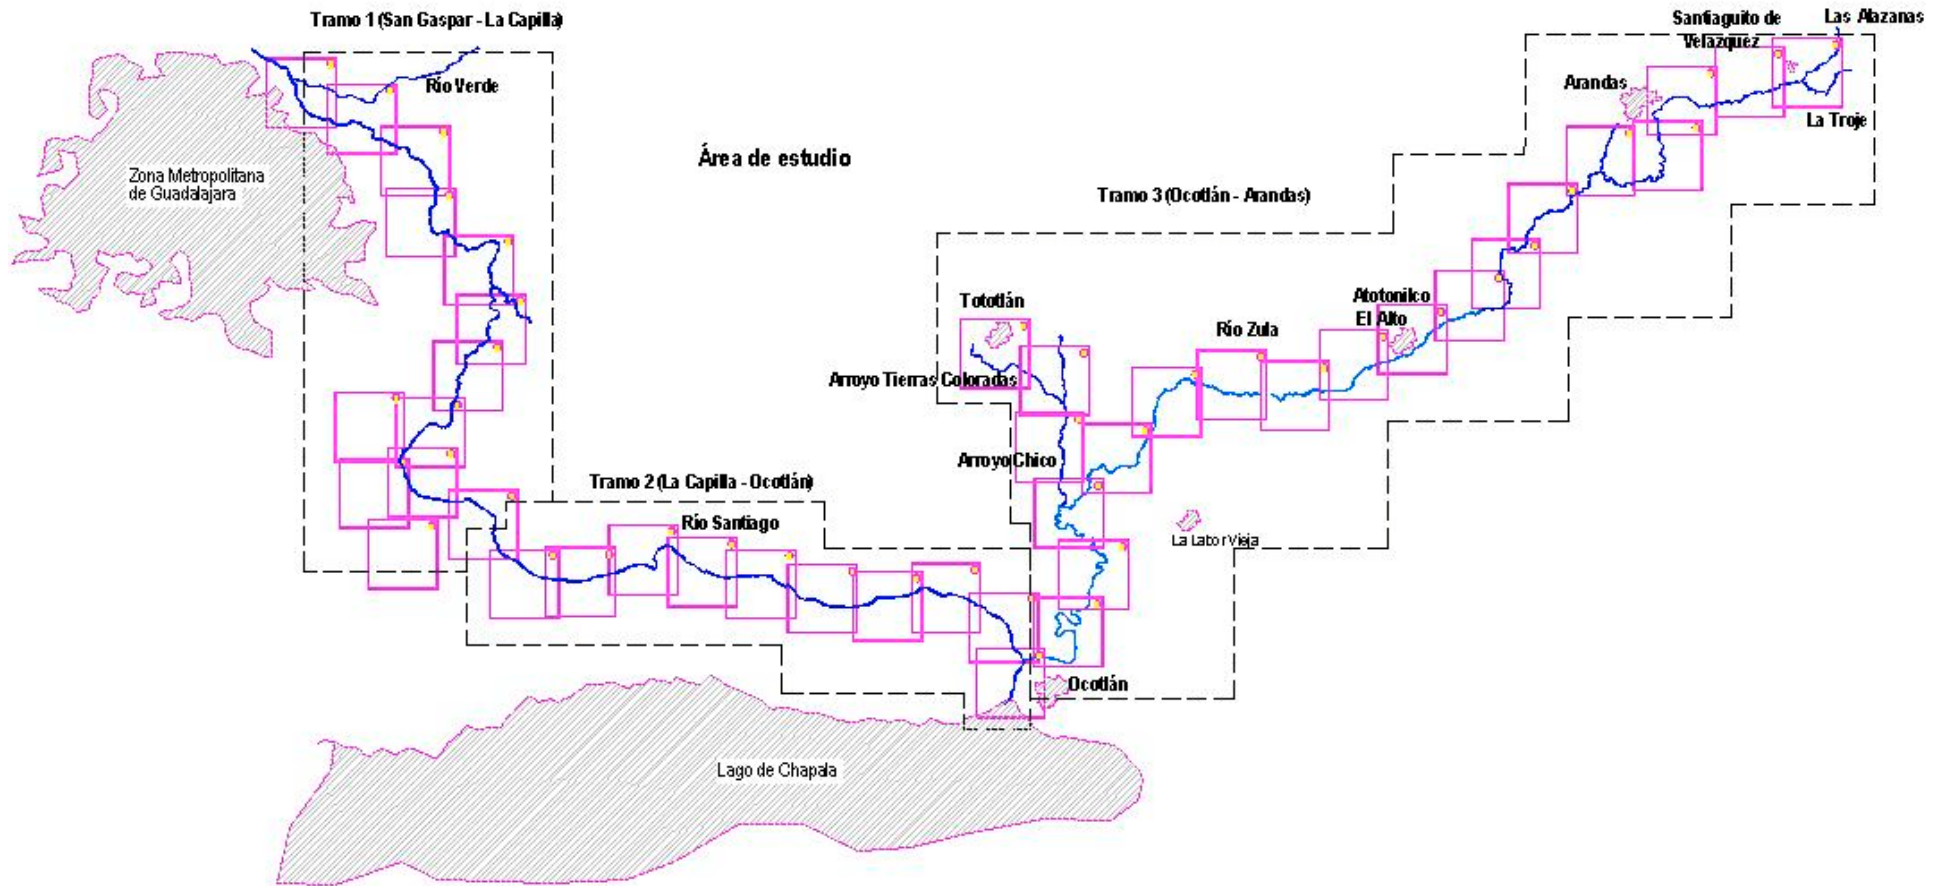 Tramo 1 (San Gaspar - La Capilla)
Santiaguito de
Velazquez
Las Alazanas
Río Verde
Arandas
La Troje
Área de estudio
Zona Metropolitana
de Guadalajara
Tramo 3 (Ocotlán - Arandas)
Tototlán
Atotonilco
El Alto
Río Zula
Arroyo Tierras Coloradas
Arroyo Chico
Tramo 2 (La Capilla - Ocotlán)
Río Santiago
La Labor Vieja
Ocotlán
Lago de Chapala